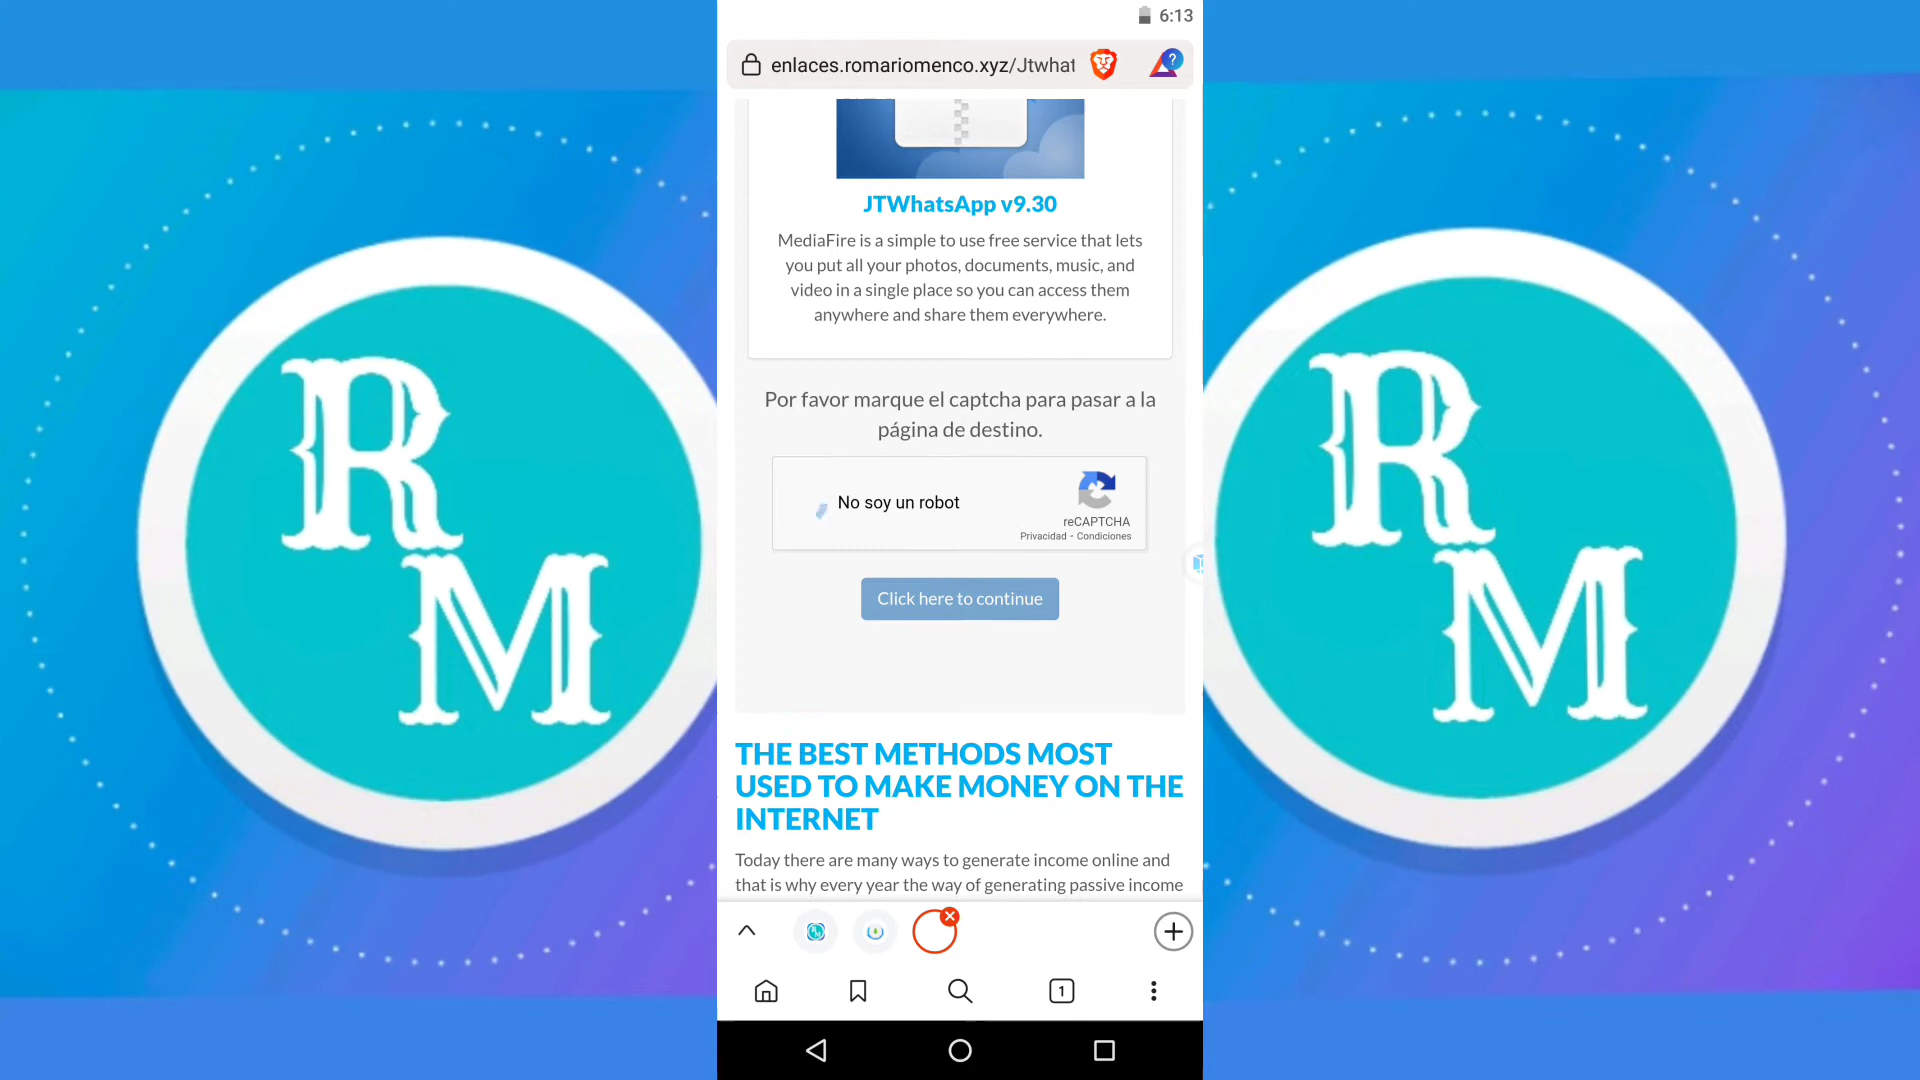 6:13
enlaces.romariomenco.xyz/Jtwhat
?
JTWhatsApp v9.30
MediaFire is a simple to use free service that lets
you put all your photos, documents, music, and
video in a single place so you can access them
anywhere and share them everywhere.
Por favor marque el captcha para pasar a la
página de destino.
No soy un robot
reCAPTCHA
Privacidad - Condiciones
Click here to continue
THE BEST METHODS MOST
USED TO MAKE MONEY ON THE
INTERNET
Today there are many ways to generate income online and
that is why every year the way of generating passive income
RM
1
R
M
R
M